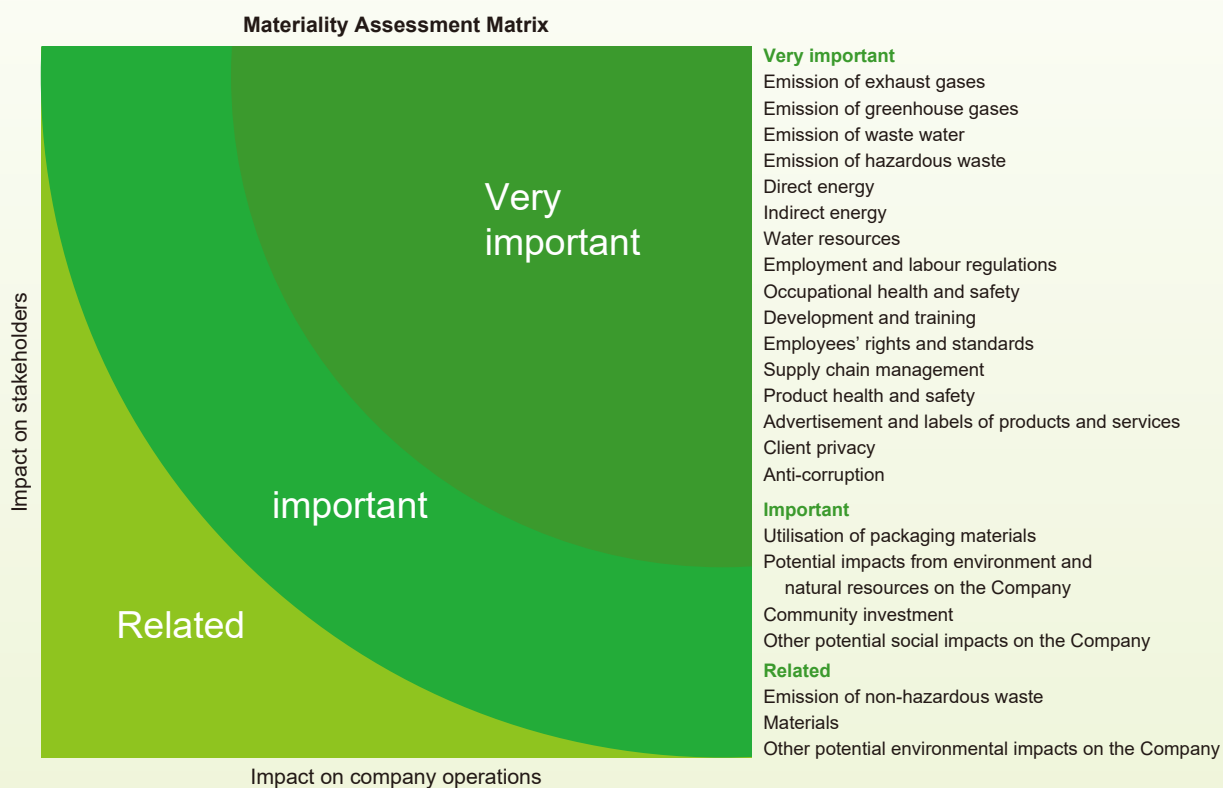 Materiality Assessment Matrix
Impact on stakeholders
Very
important
important
Related
Impact on company operations
Very important
Emission of exhaust gases
Emission of greenhouse gases
Emission of waste water
Emission of hazardous waste
Direct energy
Indirect energy
Water resources
Employment and labour regulations
Occupational health and safety
Development and training
Employees’ rights and standards
Supply chain management
Product health and safety
Advertisement and labels of products and services
Client privacy
Anti-corruption
Important
Utilisation of packaging materials
Potential impacts from environment and
natural resources on the Company
Community investment
Other potential social impacts on the Company
Related
Emission of non-hazardous waste
Materials
Other potential environmental impacts on the Company